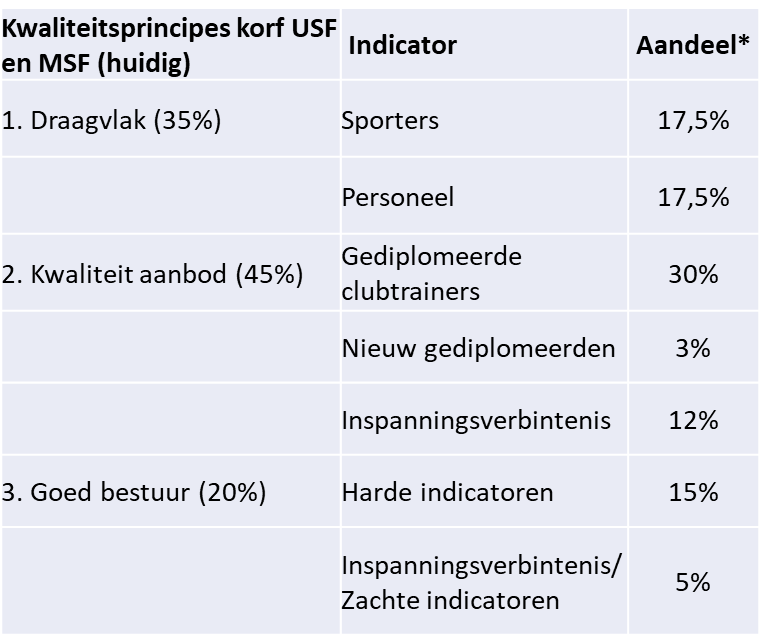 Kwaliteitsprincipes korf USF
en MSF (huidig)
Indicator
Aandeel*
1. Draagvlak (35%)
Sporters
17,5%
Personeel
17,5%
2. Kwaliteit aanbod (45%)
Gediplomeerde
clubtrainers
30%
Nieuw gediplomeerden
3%
Inspanningsverbintenis
12%
3. Goed bestuur (20%)
Harde indicatoren
15%
Inspanningsverbintenis/
Zachte indicatoren
5%